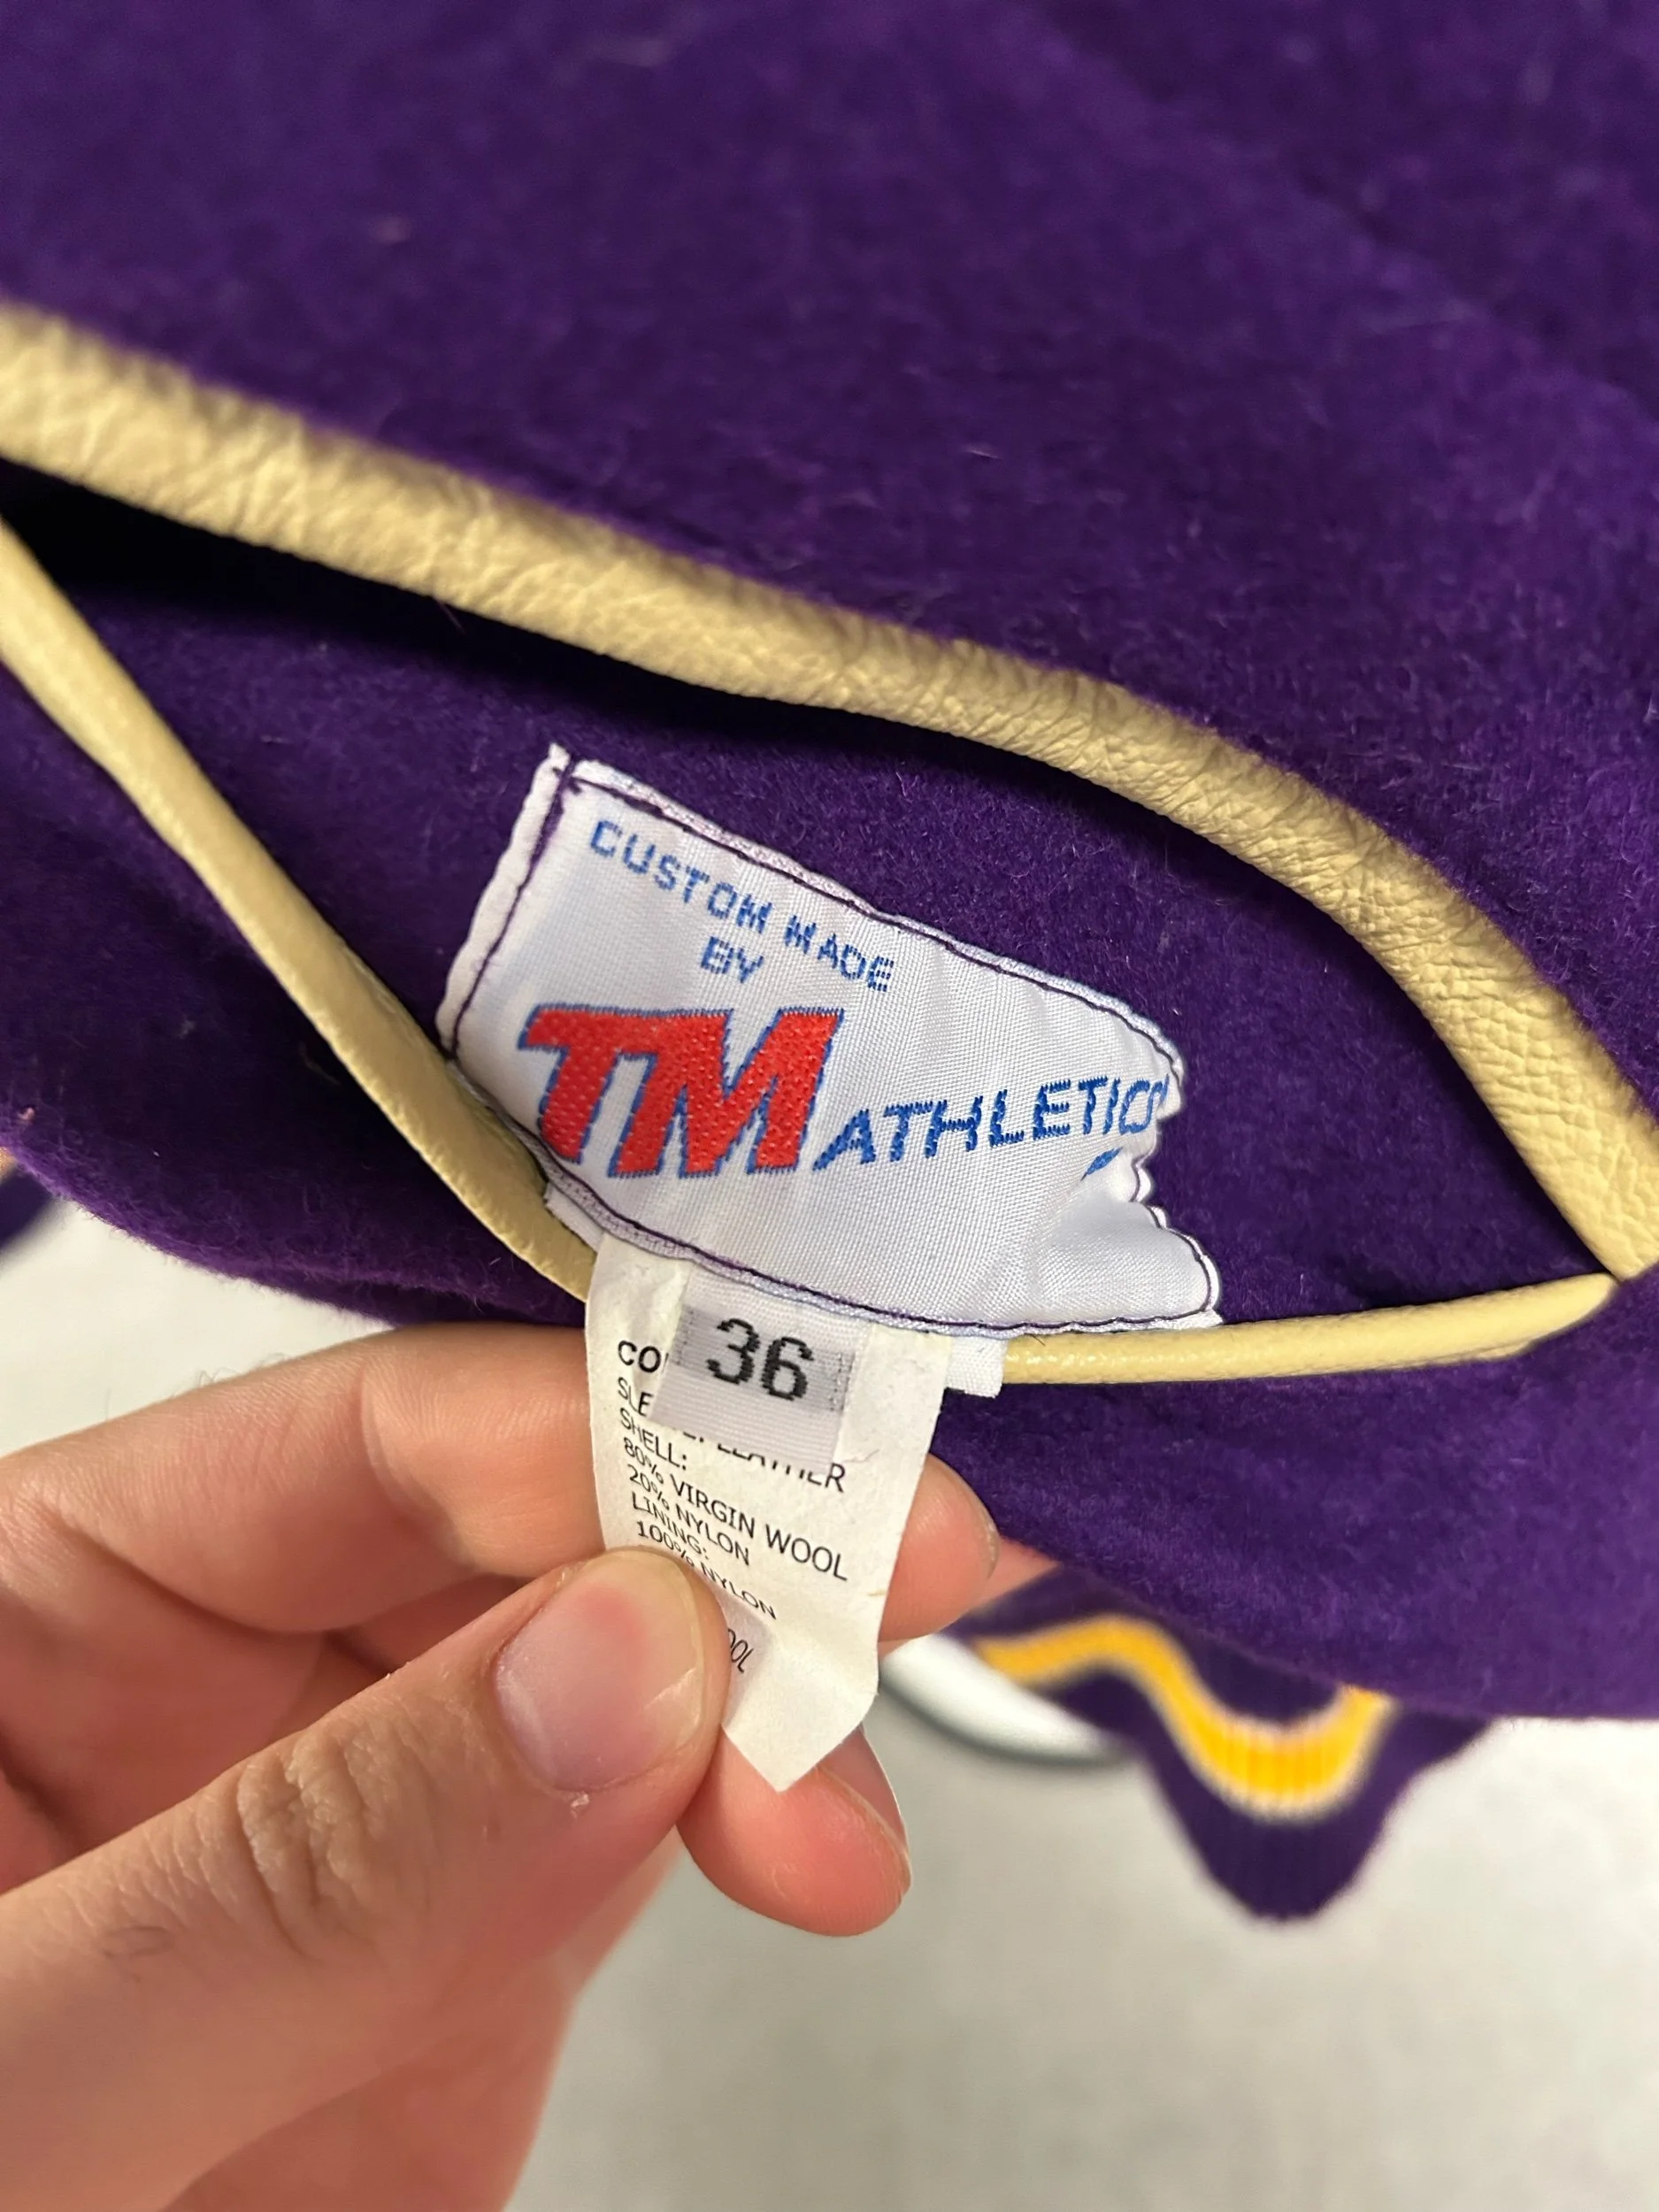 CUSTOM MADE
BY
TM ATHLETICS
36
SHELL:
80% VIRGIN WOOL
20% NYLON
LINING:
100% NYLON